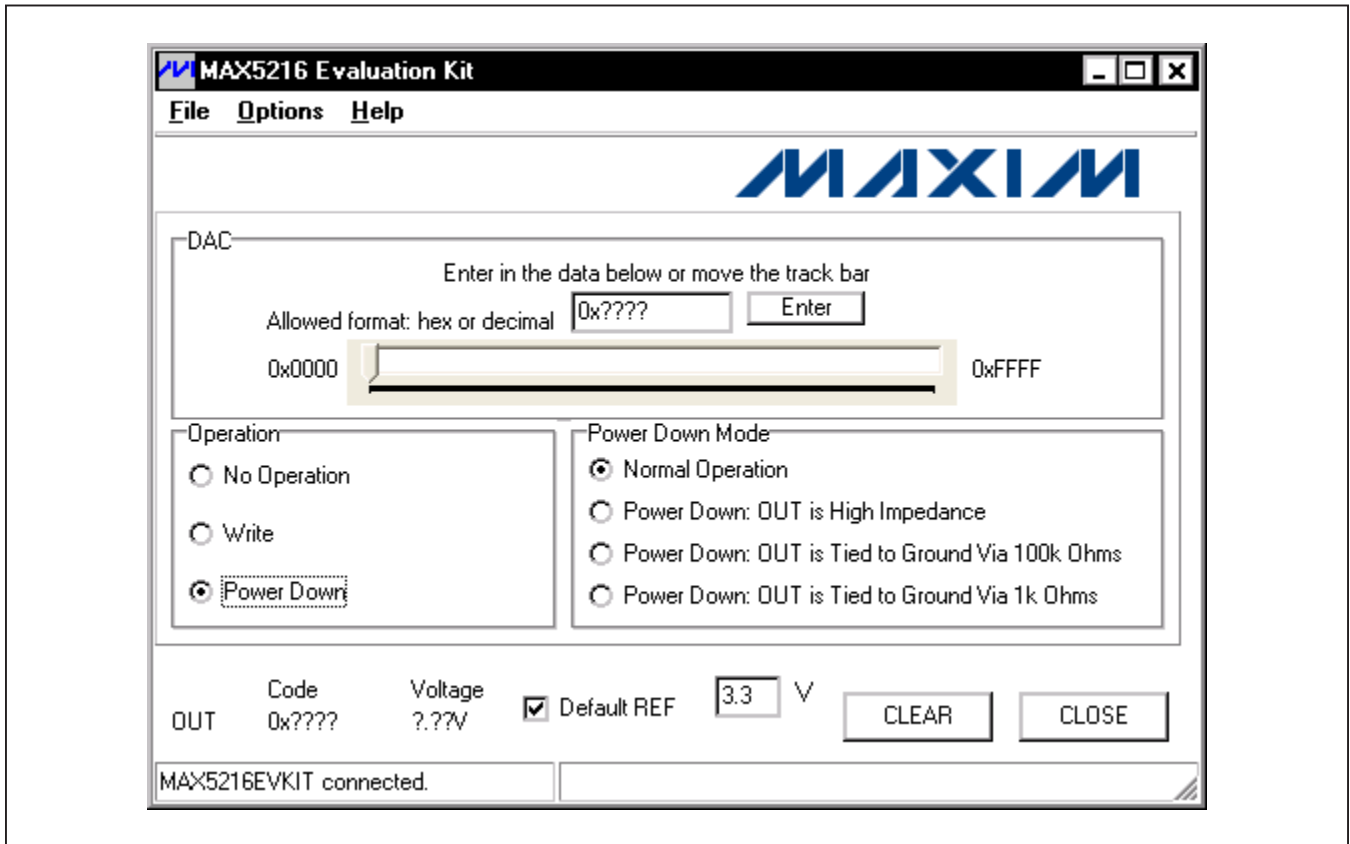 MAX5216 Evaluation Kit
File Options Help
MAXIM
DAC
Enter in the data below or move the track bar
Allowed format: hex or decimal 0x???? Enter
0x0000 0xFFFF
Operation
No Operation
Write
Power Down
Power Down Mode
Normal Operation
Power Down: OUT is High Impedance
Power Down: OUT is Tied to Ground Via 100k Ohms
Power Down: OUT is Tied to Ground Via 1k Ohms
Code Voltage
OUT 0x???? ?.??V Default REF 3.3 V CLEAR CLOSE
MAX5216EVKIT connected.